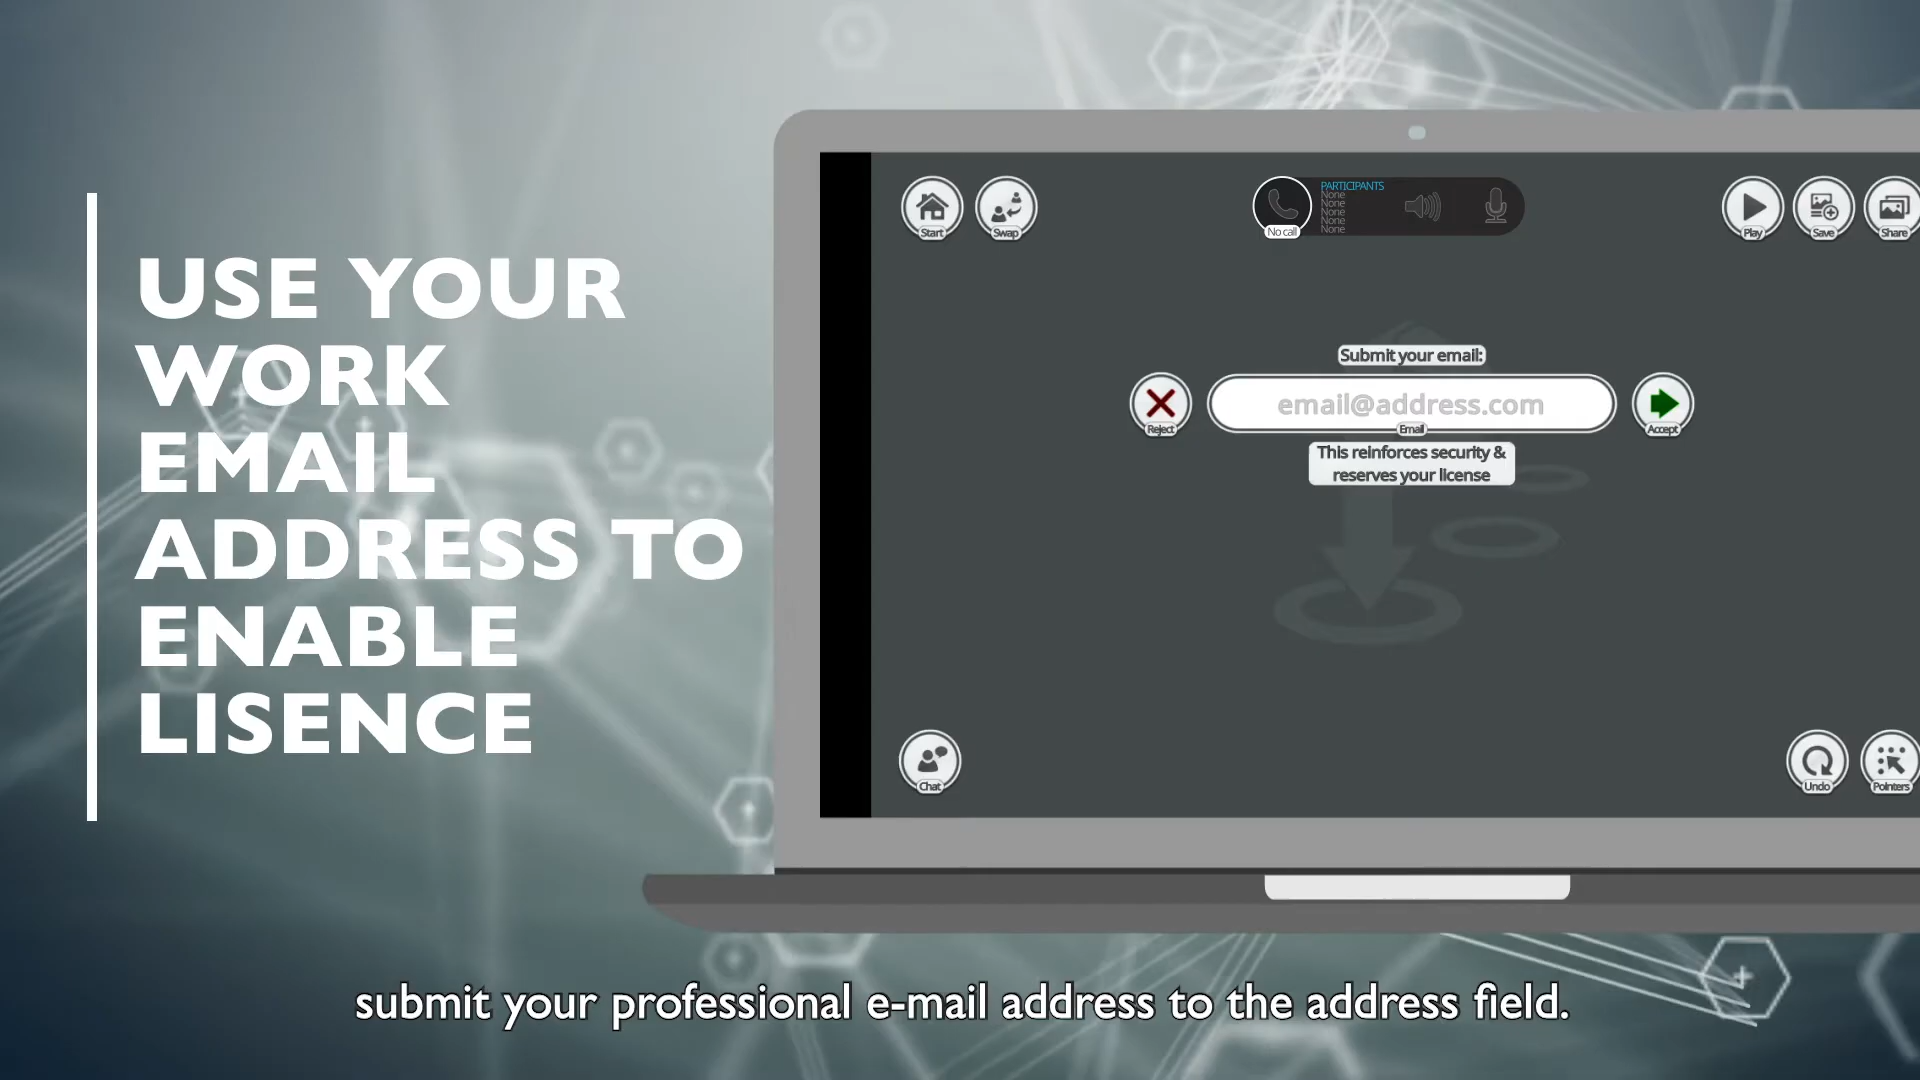 USE YOUR
WORK
EMAIL
ADDRESS TO
ENABLE
LISENCE
Start
Swap
No call
PARTICIPANTS
None
None
None
None
None
Play
Save
Share
Submit your email:
Reject
email@address.com
Email
Accept
This reinforces security &
reserves your license
Chat
Undo
Pointers
submit your professional e-mail address to the address field.